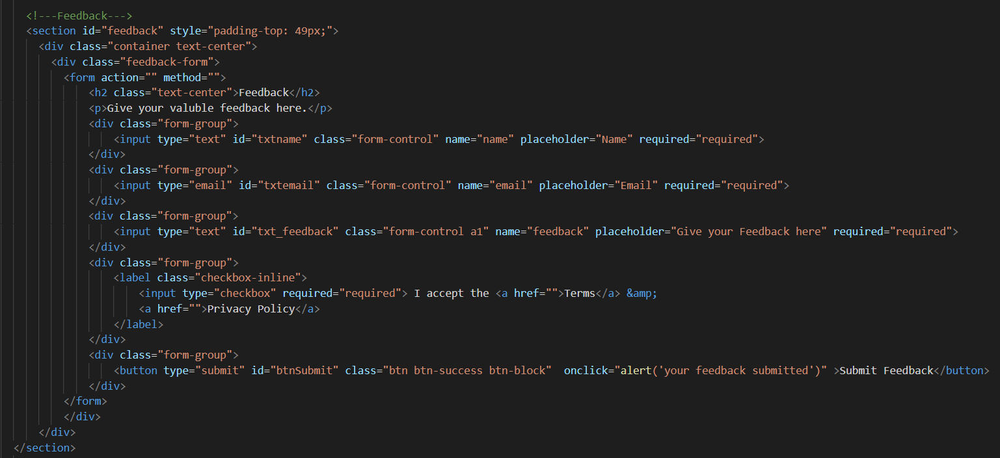 <!---Feedback--->
<section id="feedback" style="padding-top: 49px;">
<div class="container text-center">
<div class="feedback-form">
<form action="" method="">
<h2 class="text-center">Feedback</h2>
<p>Give your valuble feedback here.</p>
<div class="form-group">
<input type="text" id="txtname" class="form-control" name="name" placeholder="Name" required="required">
</div>
<div class="form-group">
<input type="email" id="txtemail" class="form-control" name="email" placeholder="Email" required="required">
</div>
<div class="form-group">
<input type="text" id="txt_feedback" class="form-control a1" name="feedback" placeholder="Give your Feedback here" required="required">
</div>
<div class="form-group">
<label class="checkbox-inline">
<input type="checkbox" required="required"> I accept the <a href="">Terms</a> &amp;
<a href="">Privacy Policy</a>
</label>
</div>
<div class="form-group">
<button type="submit" id="btnSubmit" class="btn btn-success btn-block"  onclick="alert('your feedback submitted')" >Submit Feedback</button>
</div>
</form>
</div>
</div>
</section>